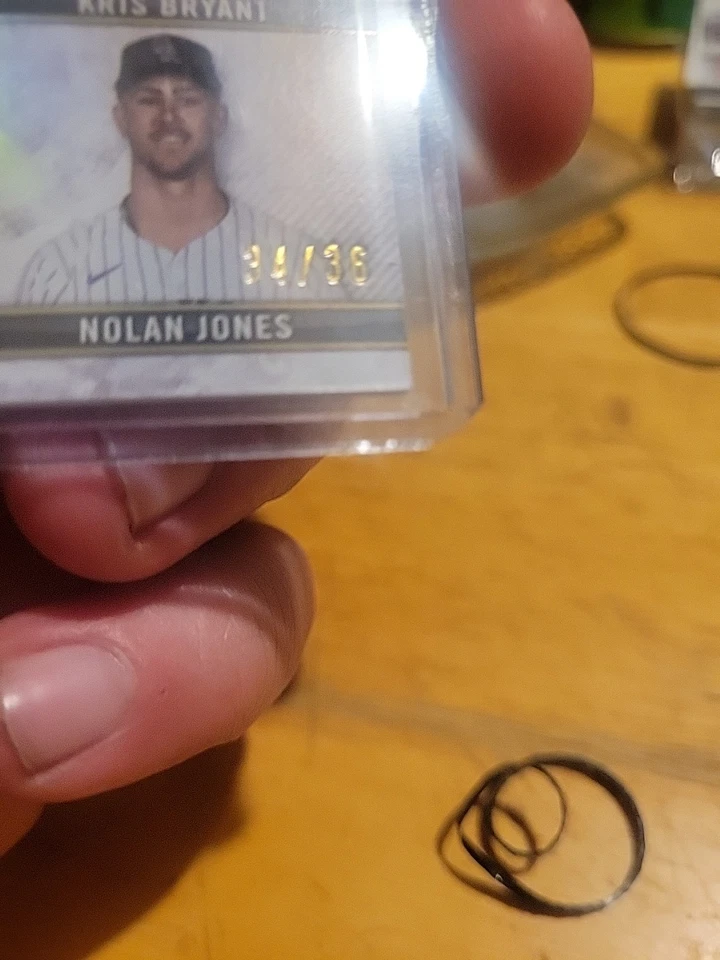 KRIS BRYANT
34/36
NOLAN JONES